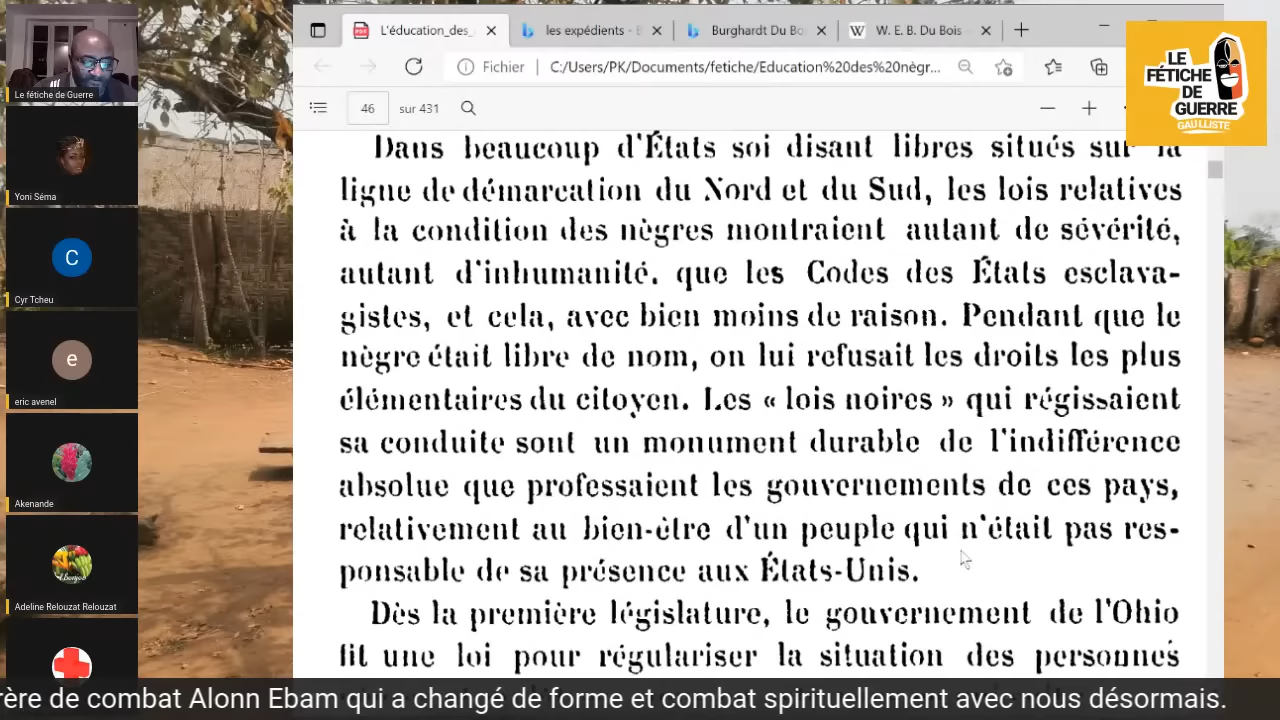 L'éducation_des_
les expédients -
Burghardt Du Bo
W. E. B. Du Bois
Fichier
C:/Users/PK/Documents/fetiche/Education%20des%20nègr...
46
sur 431
LE
FÉTICHE
DE
GUERRE
GAULLISTE
Le fétiche de Guerre
Yoni Séma
C
Cyr Tcheu
e
eric avenel
Akenande
Adeline Relouzat Relouzat
Dans beaucoup d'États soi disant libres situés sur la
ligne de démarcation du Nord et du Sud, les lois relatives
à la condition des nègres montraient autant de sévérité,
autant d'inhumanité. que les Codes des États esclava-
gistes, et cela, avec bien moins de raison. Pendant que le
nègre était libre de nom, on lui refusait les droits les plus
élémentaires du citoyen. Les « lois noires » qui régissaient
sa conduite sont un monument durable de l'indifférence
absolue que professaient les gouvernements de ces pays,
relativement au bien-être d'un peuple qui n'était pas res-
ponsable de sa présence aux États-Unis.
Dès la première législature, le gouvernement de l'Ohio
fit une loi pour régulariser la situation des personnes
rère de combat Alonn Ebam qui a changé de forme et combat spirituellement avec nous désormais.